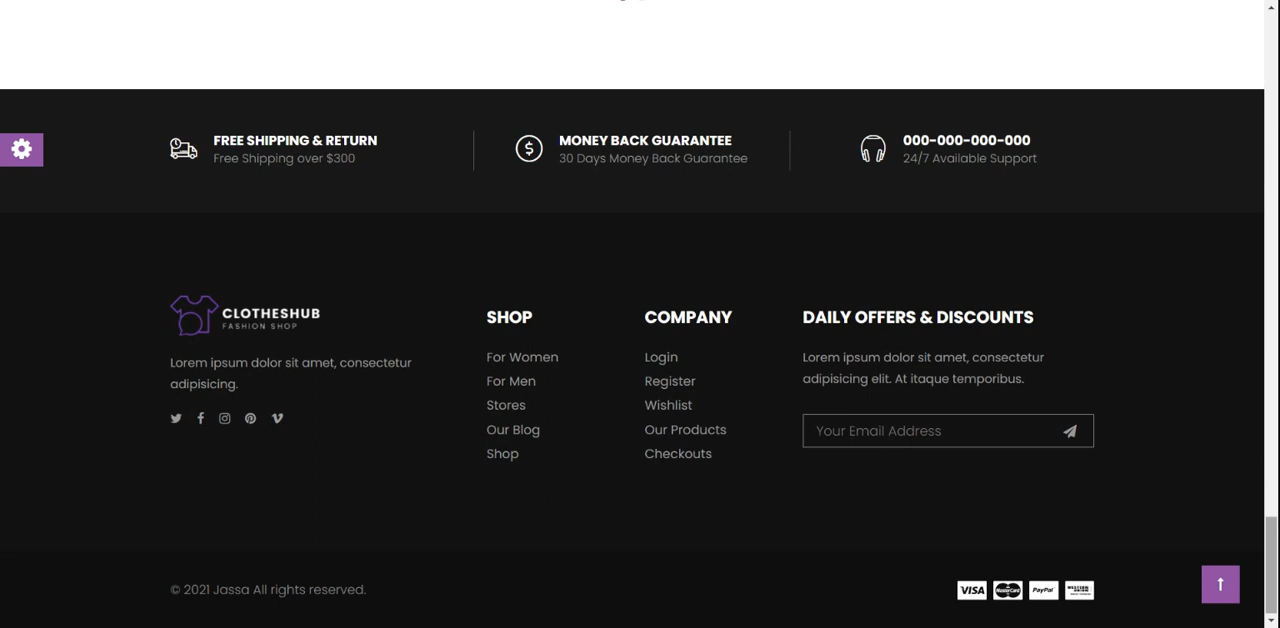 FREE SHIPPING & RETURN
Free Shipping over $300
MONEY BACK GUARANTEE
30 Days Money Back Guarantee
000-000-000-000
24/7 Available Support
CLOTHESHUB
FASHION SHOP
Lorem ipsum dolor sit amet, consectetur
adipisicing.
SHOP
For Women
For Men
Stores
Our Blog
Shop
COMPANY
Login
Register
Wishlist
Our Products
Checkouts
DAILY OFFERS & DISCOUNTS
Lorem ipsum dolor sit amet, consectetur
adipisicing elit. At itaque temporibus.
Your Email Address
© 2021 Jassa All rights reserved.
VISA
MasterCard
PayPal
WESTERN
UNION